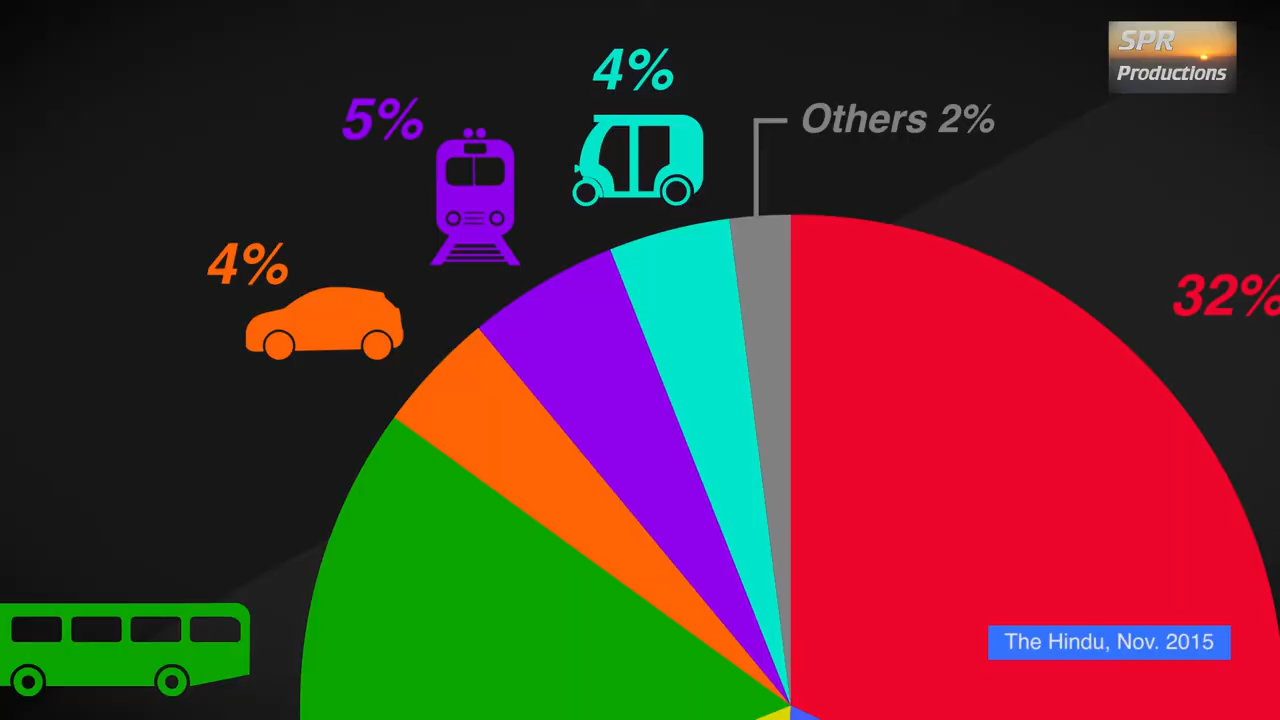 SPR
Productions
4%
5%
Others 2%
4%
32%
The Hindu, Nov. 2015